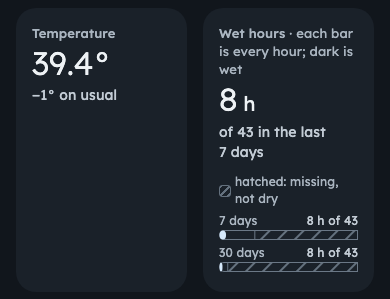 Temperature
39.4°
−1° on usual
Wet hours · each bar
is every hour; dark is
wet
8 h
of 43 in the last
7 days
hatched: missing,
not dry
7 days 8 h of 43
30 days 8 h of 43